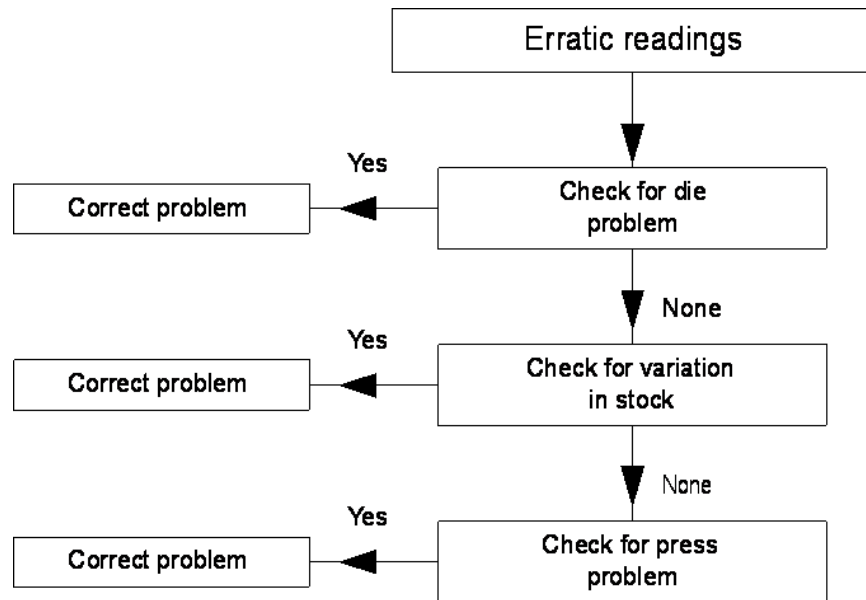 Erratic readings
Yes
Correct problem
Check for die
problem
None
Yes
Correct problem
Check for variation
in stock
None
Yes
Correct problem
Check for press
problem